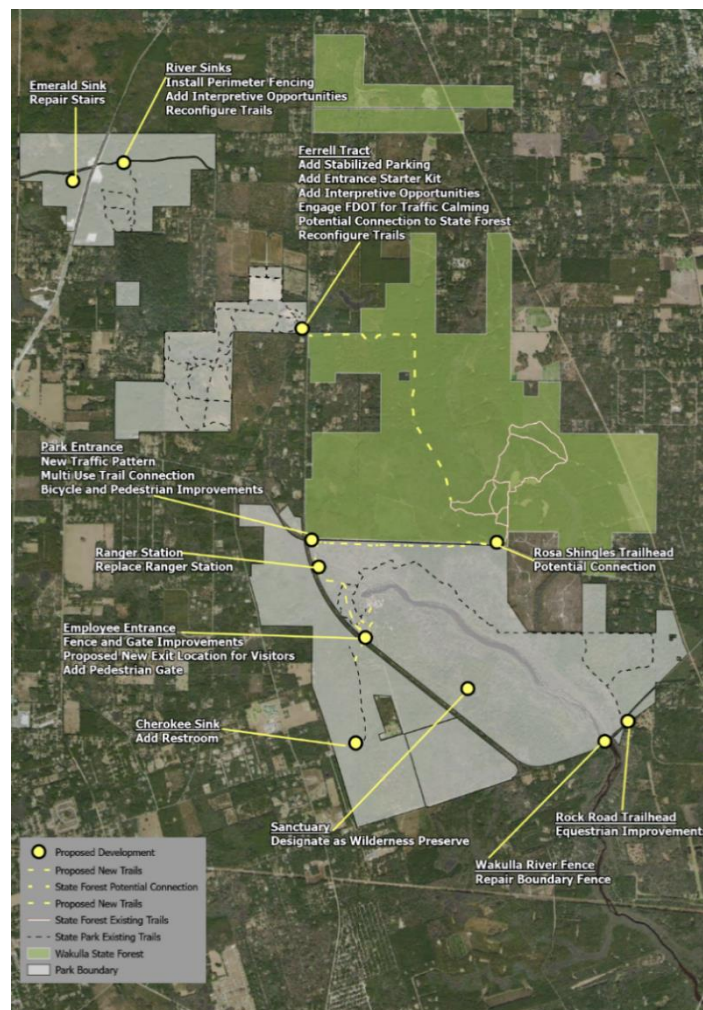 Emerald Sink
Repair Stairs
River Sinks
Install Perimeter Fencing
Add Interpretive Opportunities
Reconfigure Trails
Ferrell Tract
Add Stabilized Parking
Add Entrance Starter Kit
Add Interpretive Opportunities
Engage FDOT for Traffic Calming
Potential Connection to State Forest
Reconfigure Trails
Park Entrance
New Traffic Pattern
Multi Use Trail Connection
Bicycle and Pedestrian Improvements
Ranger Station
Replace Ranger Station
Rosa Shingles Trailhead
Potential Connection
Employee Entrance
Fence and Gate Improvements
Proposed New Exit Location for Visitors
Add Pedestrian Gate
Cherokee Sink
Add Restroom
Sanctuary
Designate as Wilderness Preserve
Rock Road Trailhead
Equestrian Improvement
Wakulla River Fence
Repair Boundary Fence
Proposed Development
Proposed New Trails
State Forest Potential Connection
Proposed New Trails
State Forest Existing Trails
State Park Existing Trails
Wakulla State Forest
Park Boundary